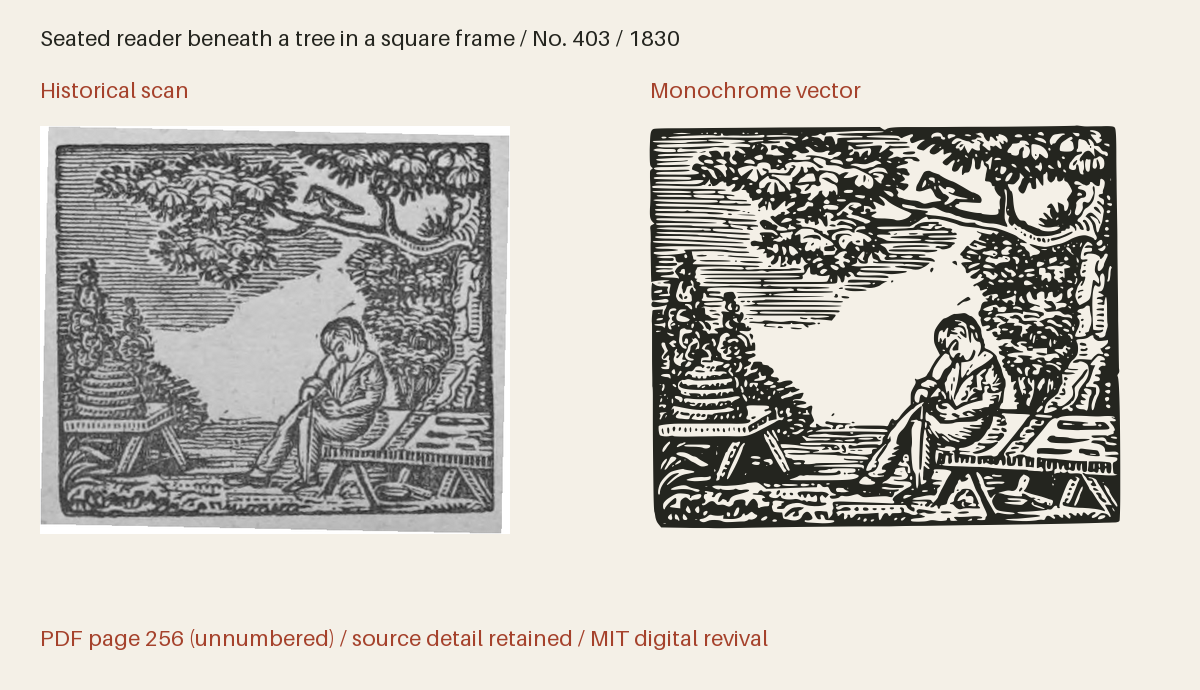 Seated reader beneath a tree in a square frame / No. 403 / 1830
Historical scan
Monochrome vector
PDF page 256 (unnumbered) / source detail retained / MIT digital revival